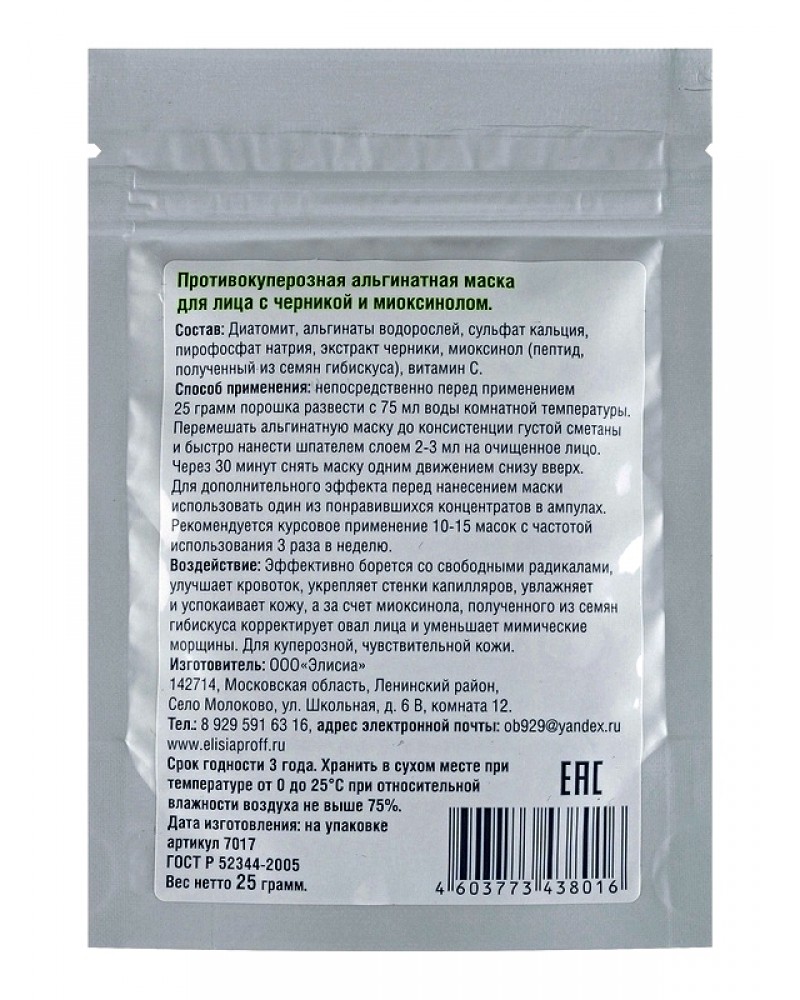 Противокуперозная альгинатная маска
для лица с черникой и миоксинолом.
Состав: Диатомит, альгинаты водорослей, сульфат кальция,
пирофосфат натрия, экстракт черники, миоксинол (пептид,
полученный из семян гибискуса), витамин С.
Способ применения: непосредственно перед применением
25 грамм порошка развести с 75 мл воды комнатной температуры.
Перемешать альгинатную маску до консистенции густой сметаны
и быстро нанести шпателем слоем 2-3 мл на очищенное лицо.
Через 30 минут снять маску одним движением снизу вверх.
Для дополнительного эффекта перед нанесением маски
использовать один из понравившихся концентратов в ампулах.
Рекомендуется курсовое применение 10-15 масок с частотой
использования 3 раза в неделю.
Воздействие: Эффективно борется со свободными радикалами,
улучшает кровоток, укрепляет стенки капилляров, увлажняет
и успокаивает кожу, а за счет миоксинола, полученного из семян
гибискуса корректирует овал лица и уменьшает мимические
морщины. Для куперозной, чувствительной кожи.
Изготовитель: ООО«Элисиа»
142714, Московская область, Ленинский район,
Село Молоково, ул. Школьная, д. 6 В, комната 12.
Тел.: 8 929 591 63 16, адрес электронной почты: ob929@yandex.ru
www.elisiaproff.ru
Срок годности 3 года. Хранить в сухом месте при
температуре от 0 до 25°С при относительной
влажности воздуха не выше 75%.
Дата изготовления: на упаковке
артикул 7017
ГОСТ Р 52344-2005
Вес нетто 25 грамм.
ЕАС
4 603773 438016